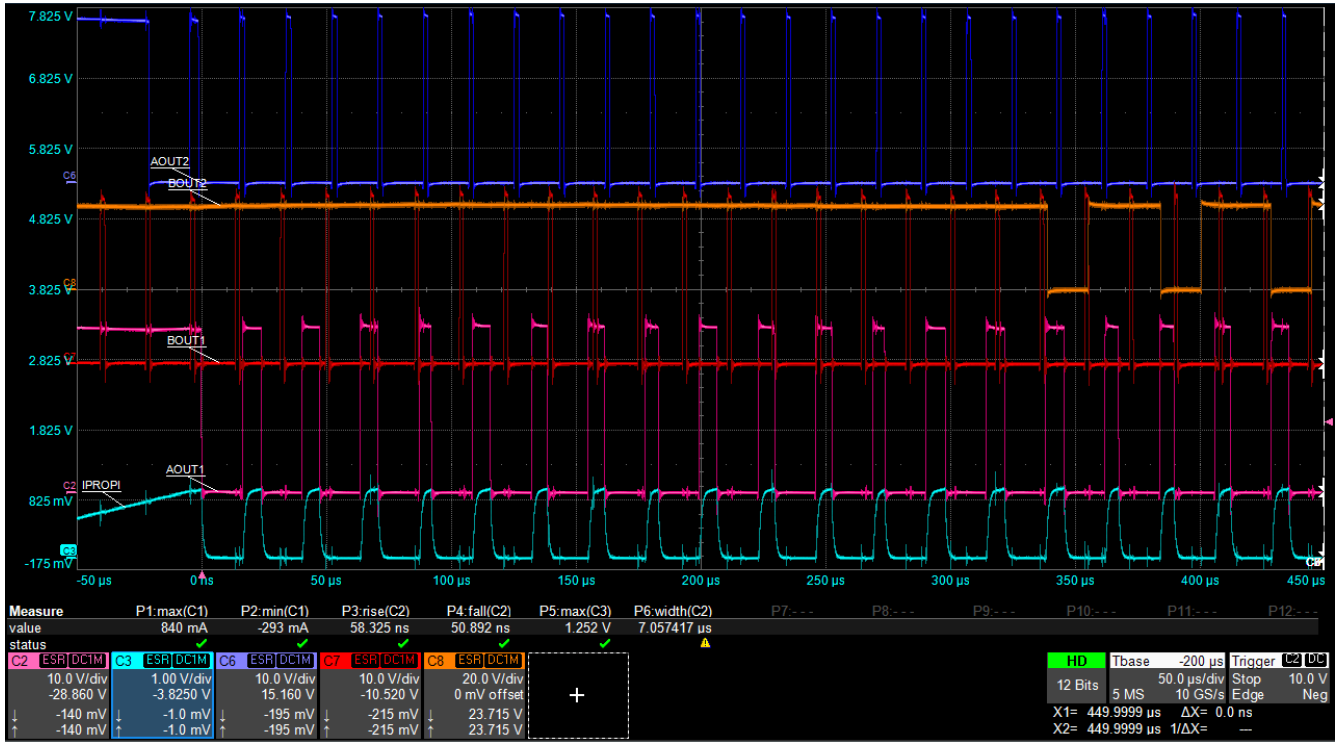 7.825 V
6.825 V
5.825 V
AOUT2
C6
BOUT2
4.825 V
C8
3.825 V
BOUT1
C7
2.825 V
1.825 V
AOUT1
C2
IPROPI
825 mV
C3
-175 mV
-50 µs 0 ns 50 µs 100 µs 150 µs 200 µs 250 µs 300 µs 350 µs 400 µs 450 µs
Measure P1:max(C1) P2:min(C1) P3:rise(C2) P4:fall(C2) P5:max(C3) P6:width(C2) P7:- - - P8:- - - P9:- - - P10:- - - P11:- - - P12:- - -
value 840 mA -293 mA 58.325 ns 50.892 ns 1.252 V 7.057417 µs
status
C2 ESR DC1M C3 ESR DC1M C6 ESR DC1M C7 ESR DC1M C8 ESR DC1M HD Tbase -200 µs Trigger C2 DC
10.0 V/div 1.00 V/div 10.0 V/div 10.0 V/div 20.0 V/div 12 Bits 50.0 µs/div Stop 10.0 V
-28.860 V -3.8250 V 15.160 V -10.520 V 0 mV offset 5 MS 10 GS/s Edge Neg
↓ -140 mV ↓ -1.0 mV ↓ -195 mV ↓ -215 mV ↓ 23.715 V X1= 449.9999 µs ΔX= 0.0 ns
↑ -140 mV ↑ -1.0 mV ↑ -195 mV ↑ -215 mV ↑ 23.715 V X2= 449.9999 µs 1/ΔX= ---